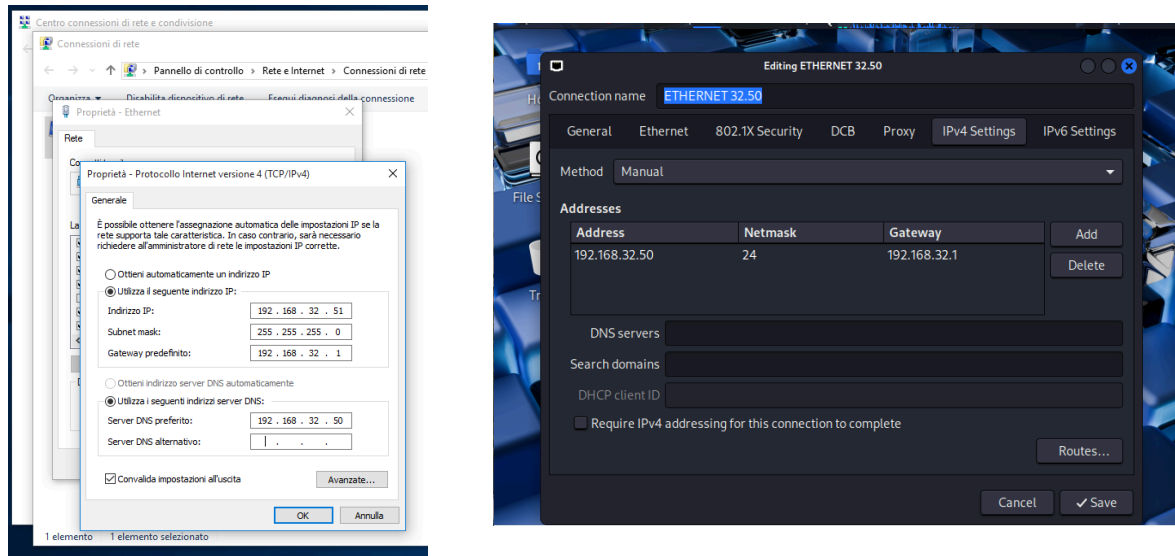 Centro connessioni di rete e condivisione
Connessioni di rete
Pannello di controllo > Rete e Internet > Connessioni di rete
Organizza Disabilita dispositivo di rete Esegui diagnosi della connessione
Proprietà - Ethernet
Rete
Proprietà - Protocollo Internet versione 4 (TCP/IPv4)
Generale
È possibile ottenere l'assegnazione automatica delle impostazioni IP se la
rete supporta tale caratteristica. In caso contrario, sarà necessario
richiedere all'amministratore di rete le impostazioni IP corrette.
Ottieni automaticamente un indirizzo IP
Utilizza il seguente indirizzo IP:
Indirizzo IP: 192 . 168 . 32 . 51
Subnet mask: 255 . 255 . 255 . 0
Gateway predefinito: 192 . 168 . 32 . 1
Ottieni indirizzo server DNS automaticamente
Utilizza i seguenti indirizzi server DNS:
Server DNS preferito: 192 . 168 . 32 . 50
Server DNS alternativo: . . .
Convalida impostazioni all'uscita Avanzate...
OK Annulla
1 elemento 1 elemento selezionato
Editing ETHERNET 32.50
Connection name ETHERNET 32.50
General Ethernet 802.1X Security DCB Proxy IPv4 Settings IPv6 Settings
Method Manual
File S
Addresses
Address Netmask Gateway Add
192.168.32.50 24 192.168.32.1
Delete
Tr
DNS servers
Search domains
DHCP client ID
Require IPv4 addressing for this connection to complete
Routes...
Cancel Save